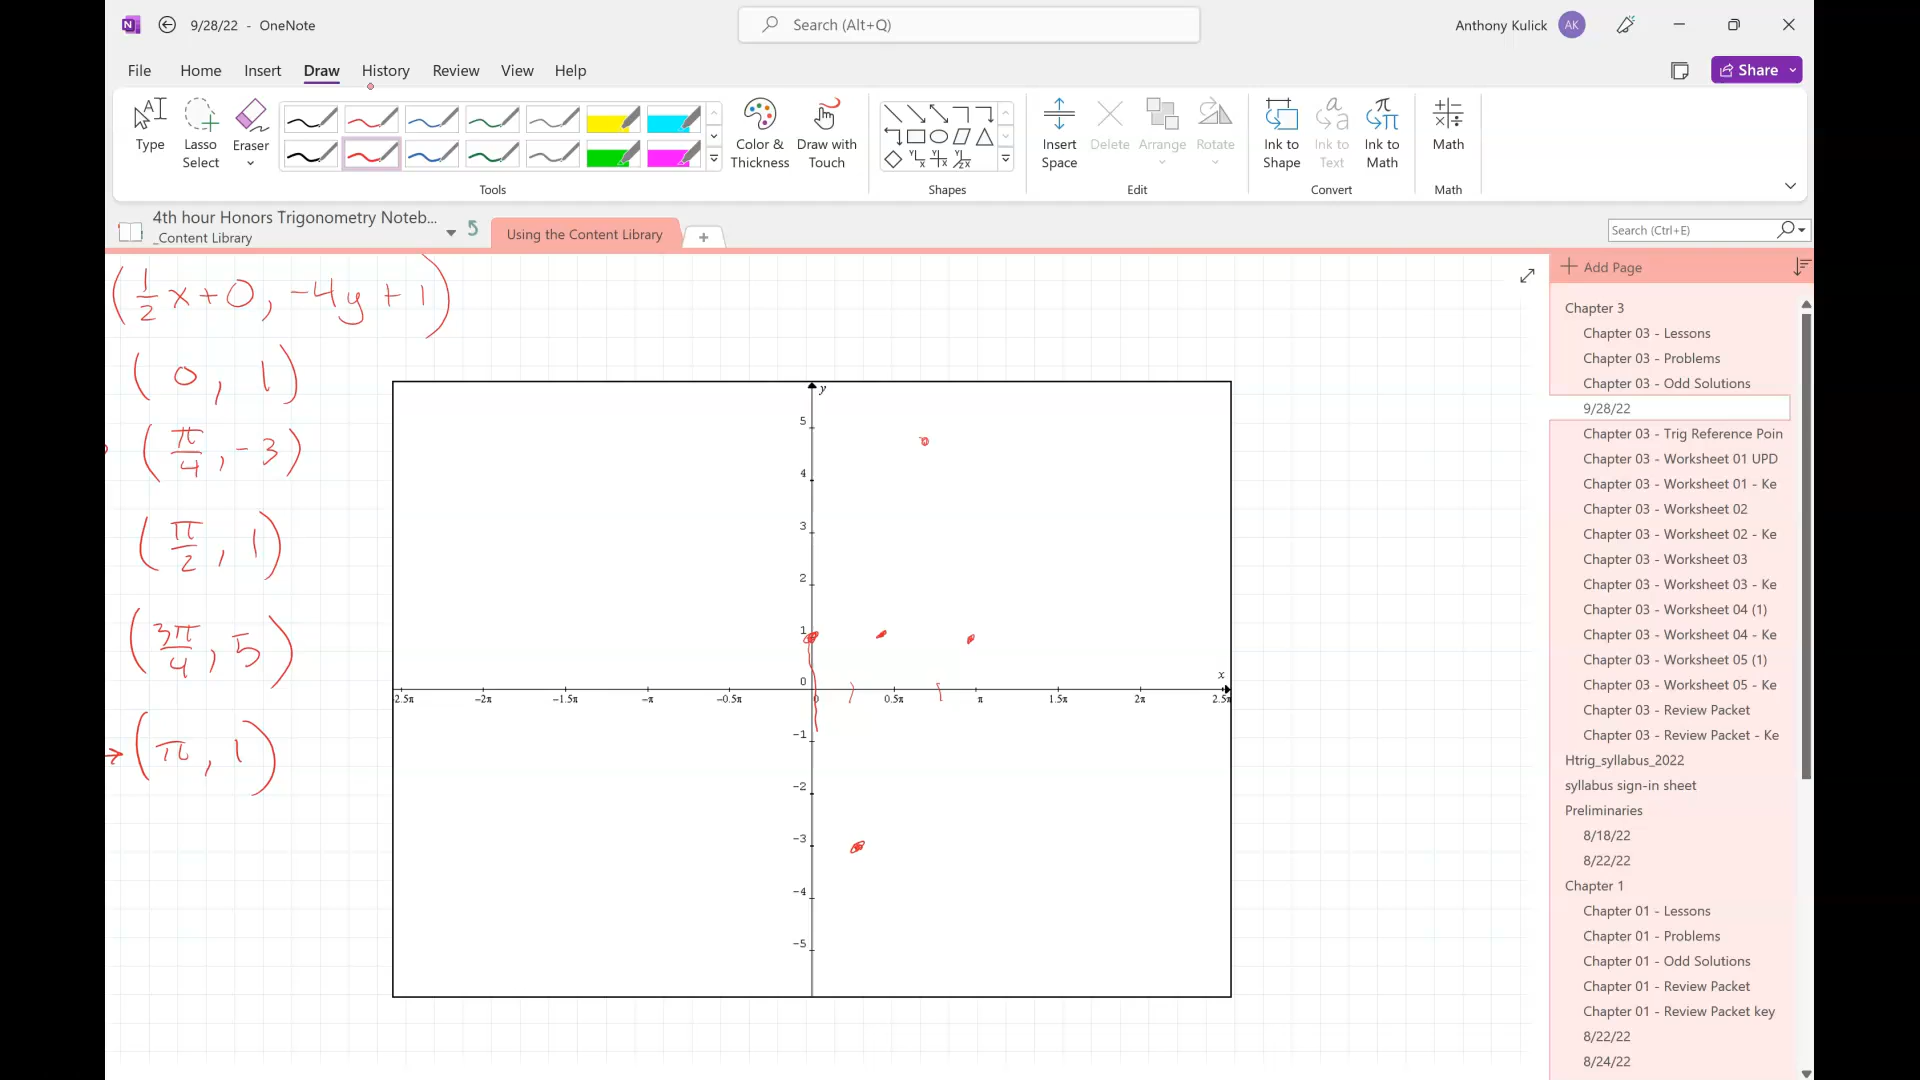 9/28/22 - OneNote
Search (Alt+Q)
Anthony Kulick
AK
File Home Insert Draw History Review View Help
Share
Type
Lasso Select
Eraser
Color & Thickness
Draw with Touch
Insert Space
Delete
Arrange
Rotate
Ink to Shape
Ink to Text
Ink to Math
Math
Tools
Shapes
Edit
Convert
Math
4th hour Honors Trigonometry Noteb...
_Content Library
Using the Content Library
Search (Ctrl+E)
(1/2 x + 0, -4y + 1)
(0, 1)
(π/4, -3)
(π/2, 1)
(3π/4, 5)
→ (π, 1)
y
5
4
3
2
1
0
x
-2.5π -2π -1.5π -π -0.5π 0 0.5π π 1.5π 2π 2.5π
-1
-2
-3
-4
-5
Add Page
Chapter 3
Chapter 03 - Lessons
Chapter 03 - Problems
Chapter 03 - Odd Solutions
9/28/22
Chapter 03 - Trig Reference Poin
Chapter 03 - Worksheet 01 UPD
Chapter 03 - Worksheet 01 - Ke
Chapter 03 - Worksheet 02
Chapter 03 - Worksheet 02 - Ke
Chapter 03 - Worksheet 03
Chapter 03 - Worksheet 03 - Ke
Chapter 03 - Worksheet 04 (1)
Chapter 03 - Worksheet 04 - Ke
Chapter 03 - Worksheet 05 (1)
Chapter 03 - Worksheet 05 - Ke
Chapter 03 - Review Packet
Chapter 03 - Review Packet - Ke
Htrig_syllabus_2022
syllabus sign-in sheet
Preliminaries
8/18/22
8/22/22
Chapter 1
Chapter 01 - Lessons
Chapter 01 - Problems
Chapter 01 - Odd Solutions
Chapter 01 - Review Packet
Chapter 01 - Review Packet key
8/22/22
8/24/22